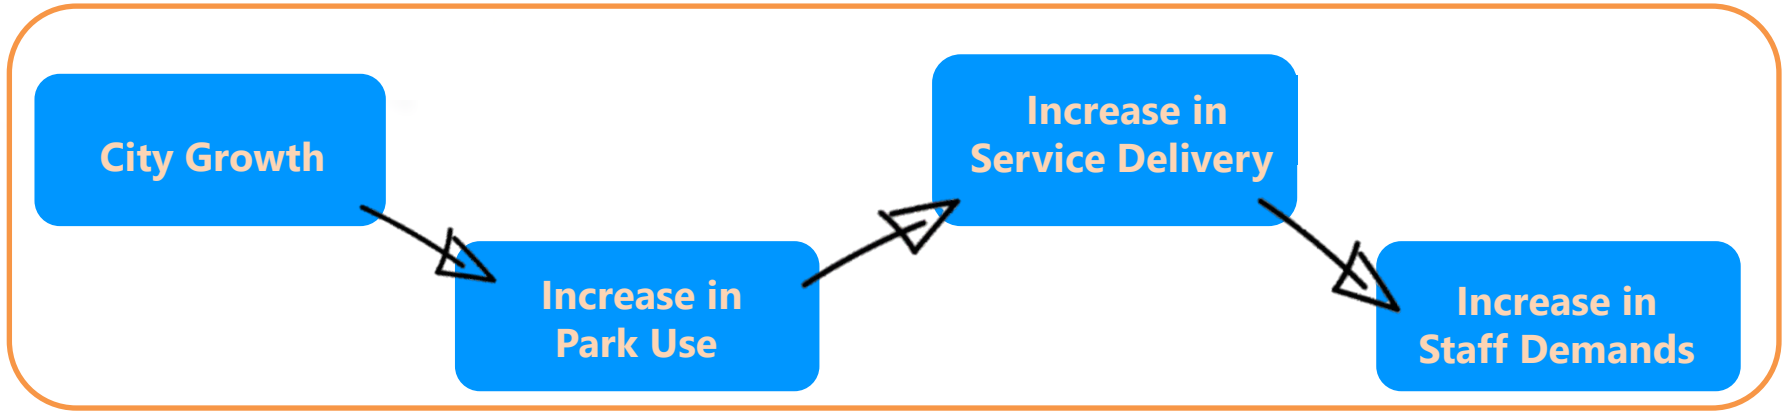 City Growth
Increase in
Park Use
Increase in
Service Delivery
Increase in
Staff Demands